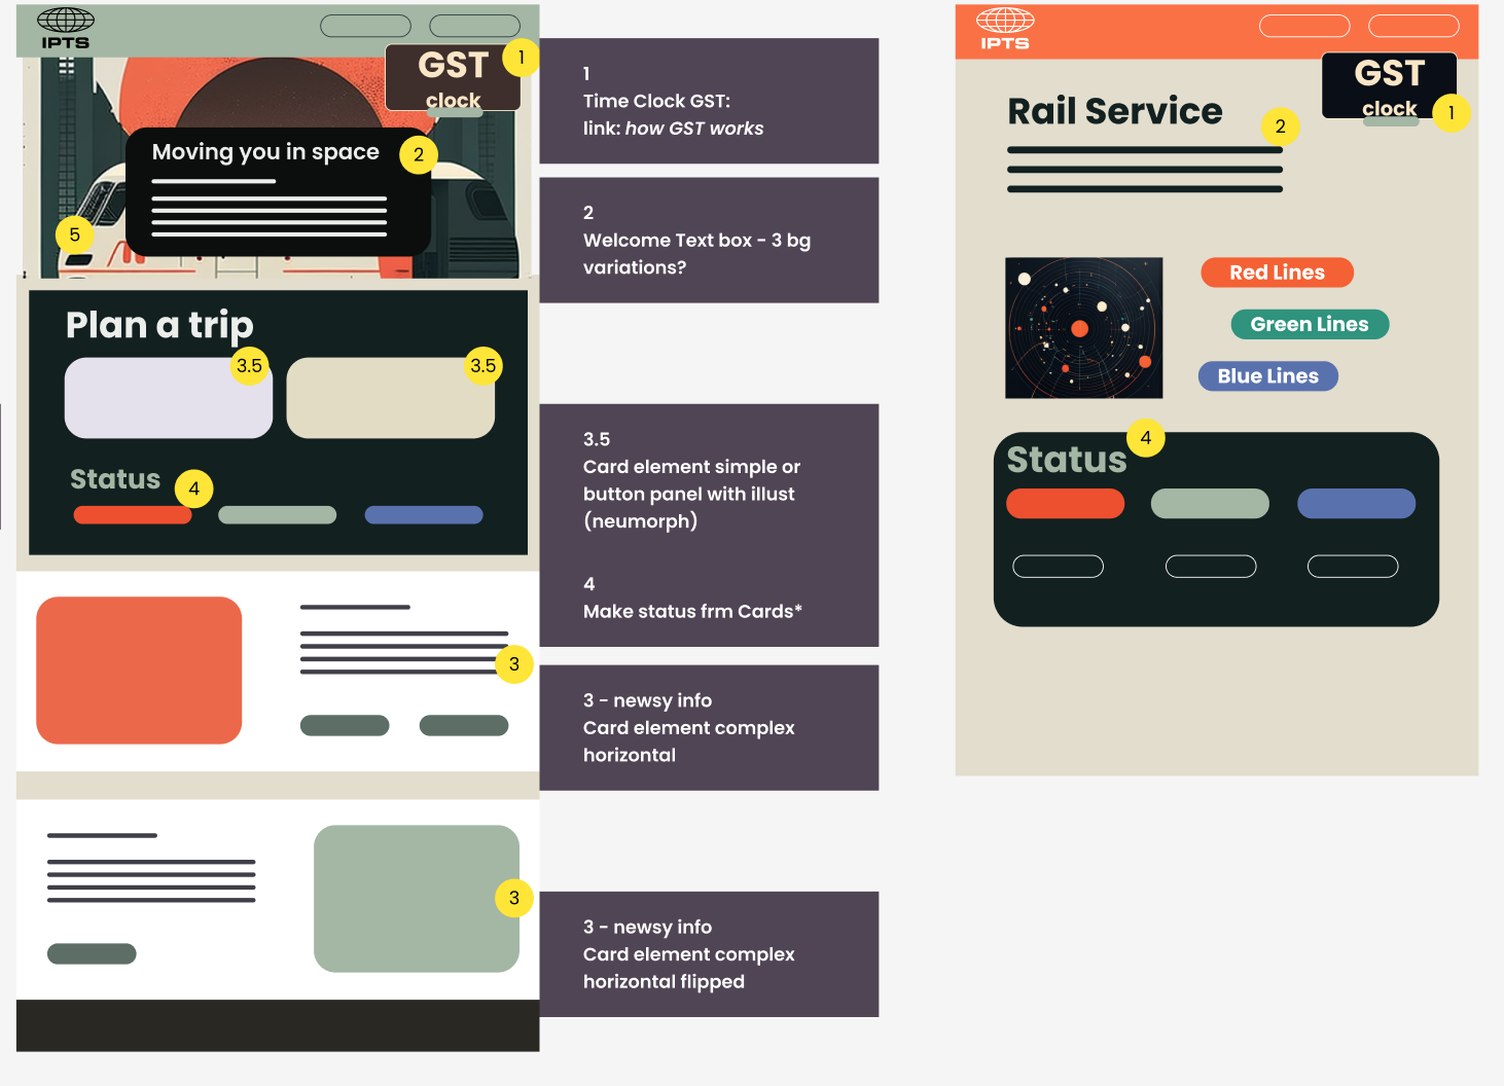 IPTS
GST
clock
1
Moving you in space
2
5
Plan a trip
3.5
3.5
Status
4
3
3
1
Time Clock GST:
link: how GST works
2
Welcome Text box - 3 bg
variations?
3.5
Card element simple or
button panel with illust
(neumorph)
4
Make status frm Cards*
3 - newsy info
Card element complex
horizontal
3 - newsy info
Card element complex
horizontal flipped
IPTS
GST
clock
1
Rail Service
2
Red Lines
Green Lines
Blue Lines
Status
4